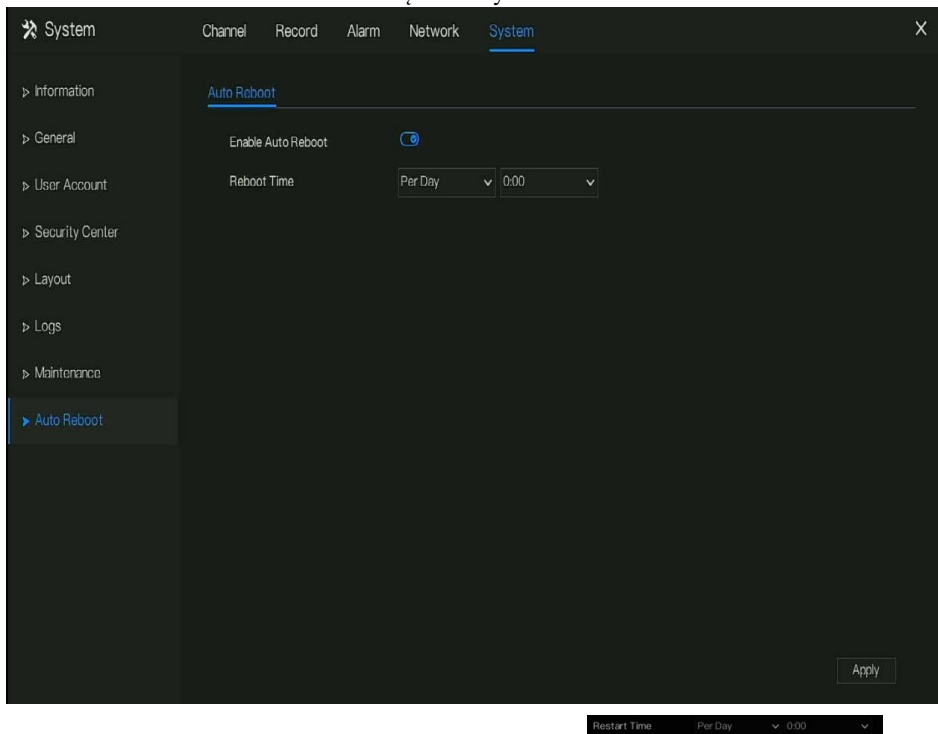 System Channel Record Alarm Network System X
Information
Auto Reboot
General
Enable Auto Reboot
User Account
Reboot Time Per Day 0:00
Security Center
Layout
Logs
Maintenance
Auto Reboot
Apply
Restart Time Per Day 0:00